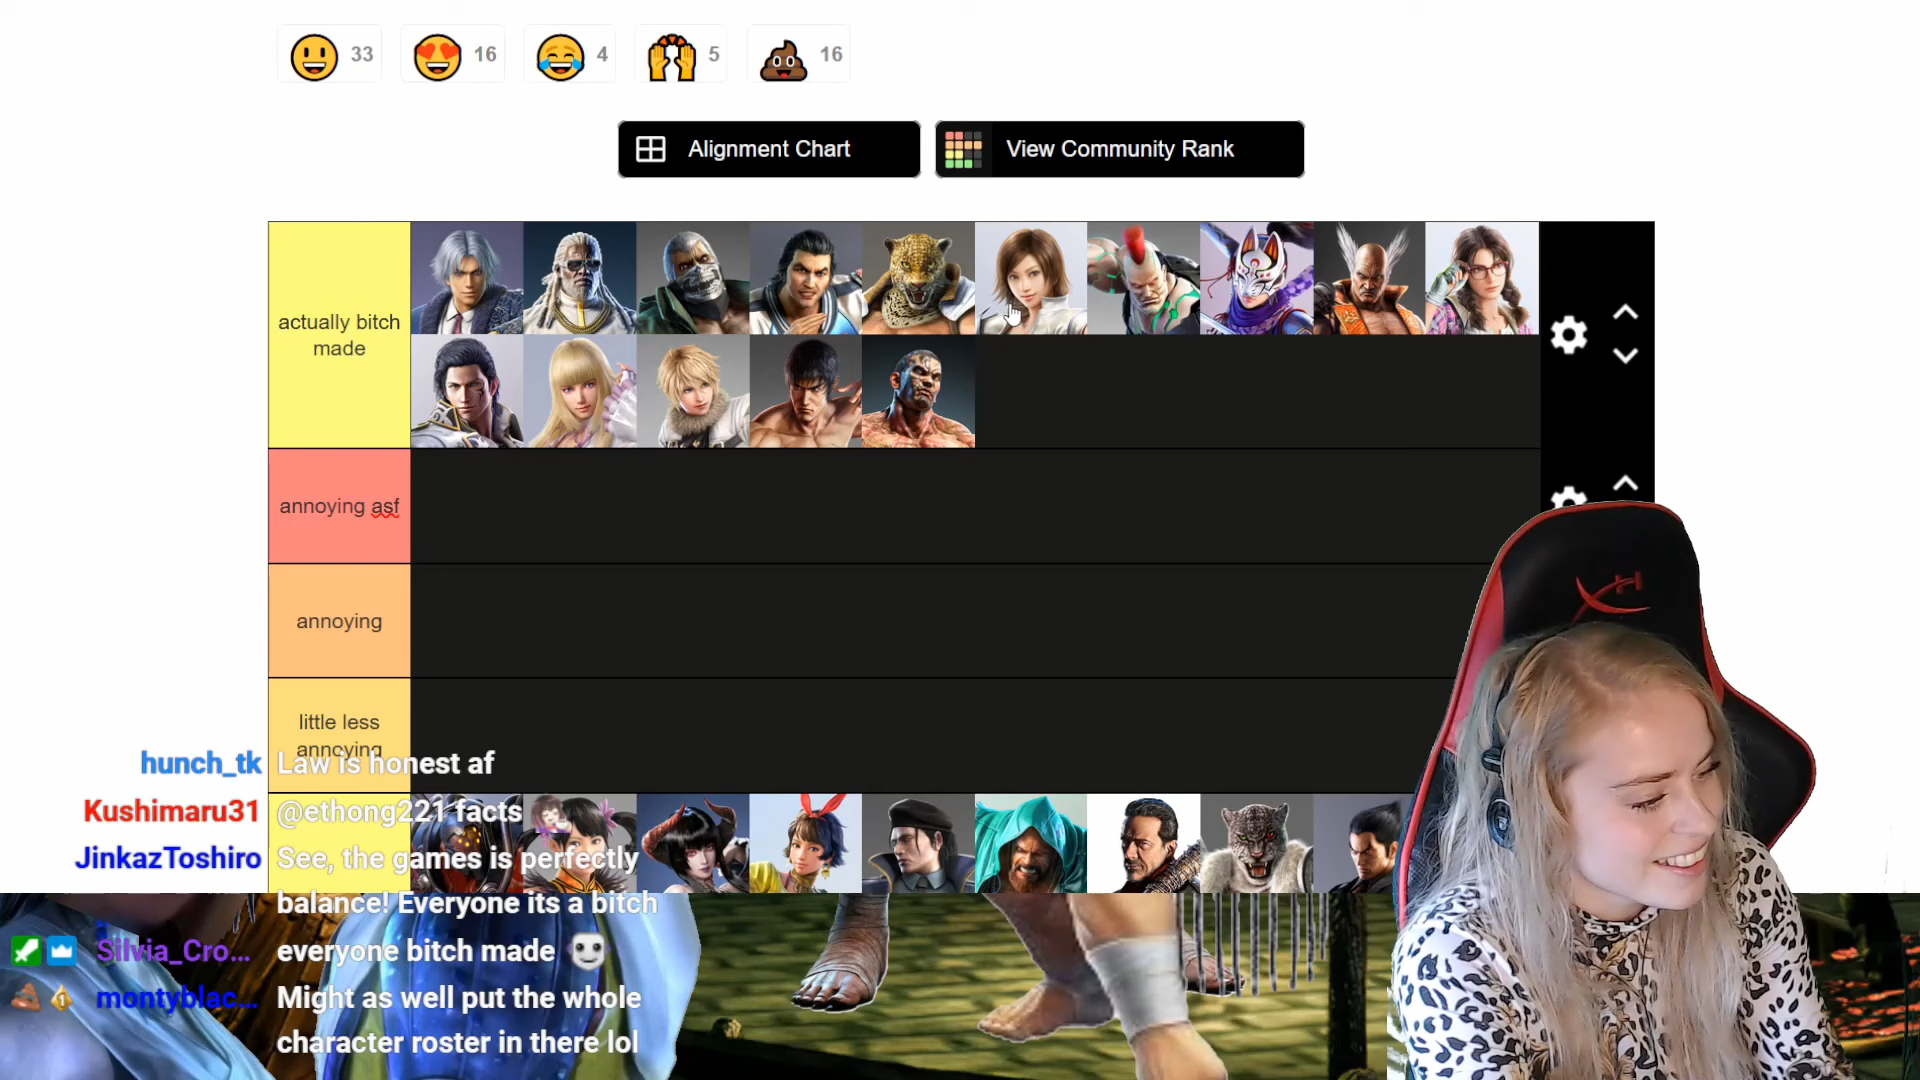 33
16
4
5
16
Alignment Chart
View Community Rank
actually bitch
made
annoying asf
annoying
little less
annoying
hunch_tk Law is honest af
Kushimaru31 @ethong221 facts
JinkazToshiro See, the games is perfectly
balance! Everyone its a bitch
Silvia_Cro... everyone bitch made
montyblac... Might as well put the whole
character roster in there lol